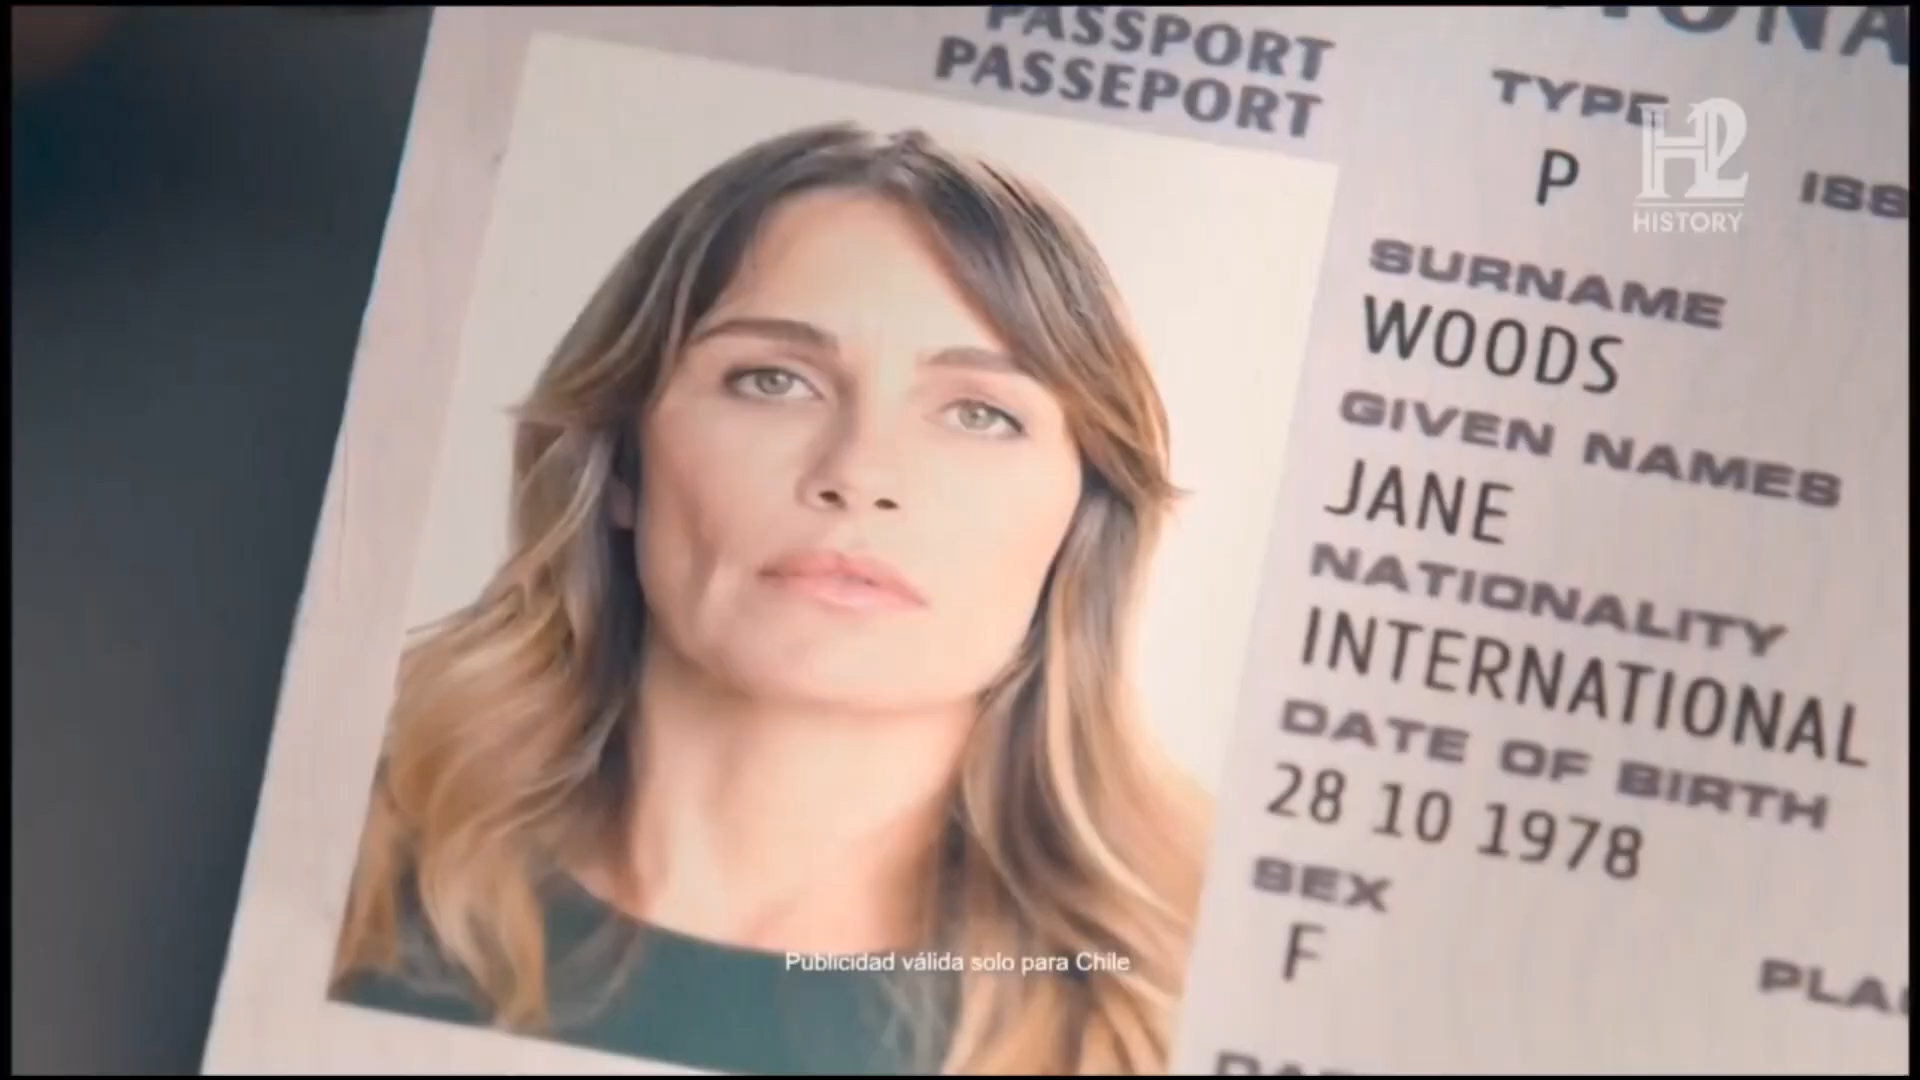 PASSPORT
PASSEPORT
TYPE
P
H2
HISTORY
SURNAME
WOODS
GIVEN NAMES
JANE
NATIONALITY
INTERNATIONAL
DATE OF BIRTH
28 10 1978
SEX
F
Publicidad válida solo para Chile